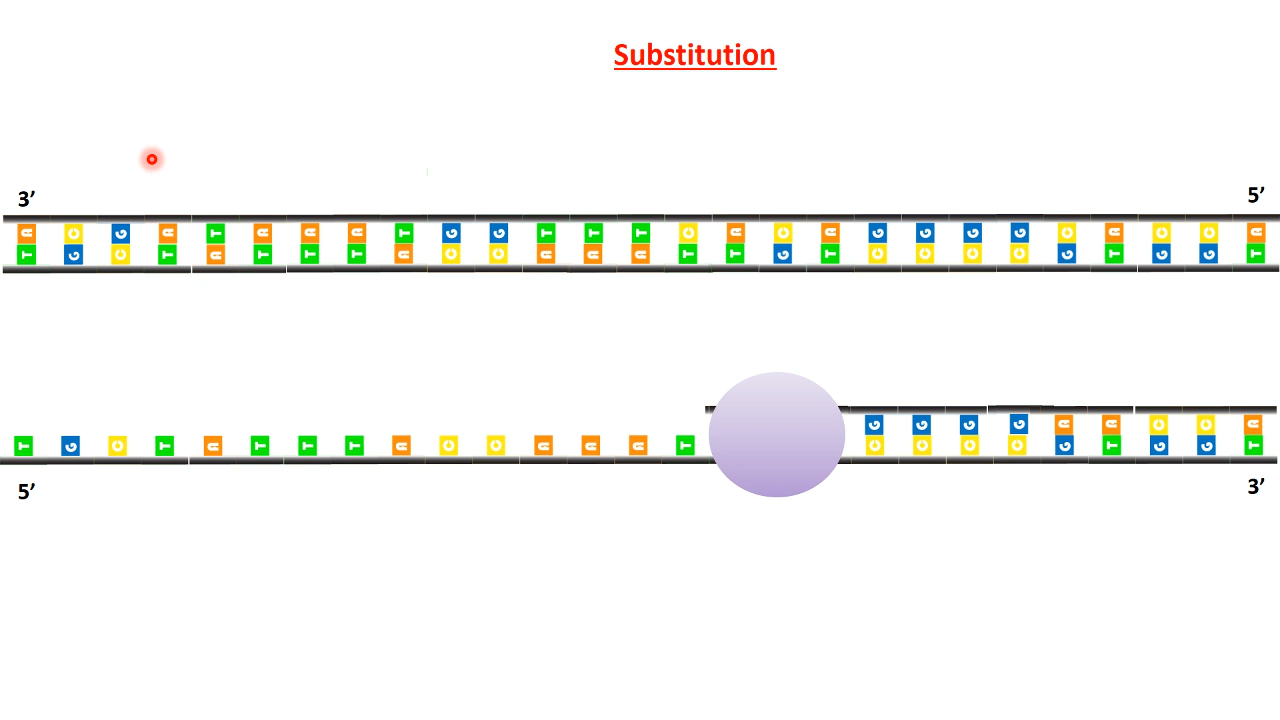 Substitution
3’ 5’
A C G A T A A A T G G T T T C A C A G G G G C A C C A
T G C T A T T T A C C A A A T T G T C C C C G T G G T
G G G G A A C C A
T G C T A T T T A C C A A A T C C C C G T G G T
5’ 3’